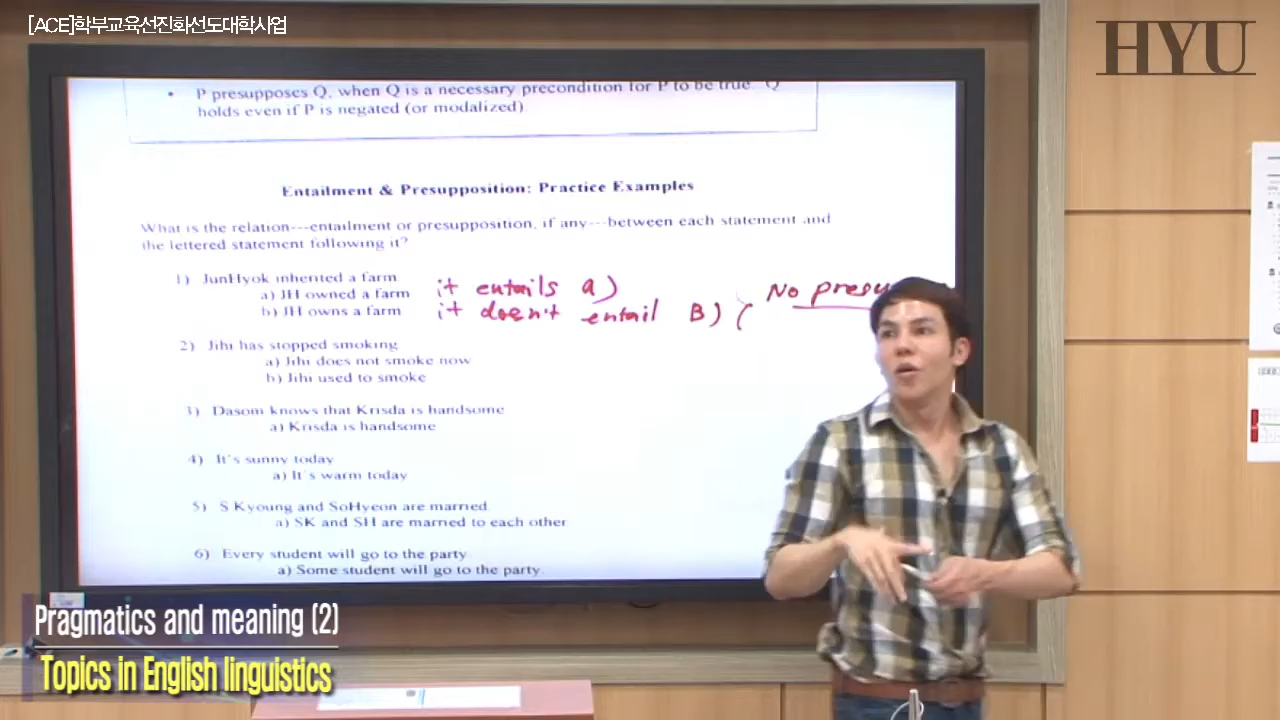 [ACE]학부교육선진화선도대학사업
HYU
• P presupposes Q, when Q is a necessary precondition for P to be true. Q
holds even if P is negated (or modalized).
Entailment & Presupposition: Practice Examples
What is the relation---entailment or presupposition, if any---between each statement and
the lettered statement following it?
1) JunHyok inherited a farm.
a) JH owned a farm it entails a)
b) JH owns a farm it doesn't entail B) ( No presu
2) Jihi has stopped smoking.
a) Jihi does not smoke now
b) Jihi used to smoke
3) Dasom knows that Krisda is handsome
a) Krisda is handsome
4) It's sunny today
a) It's warm today
5) S Kyoung and SoHyeon are married.
a) SK and SH are married to each other
6) Every student will go to the party
a) Some student will go to the party.
Pragmatics and meaning (2)
Topics in English linguistics